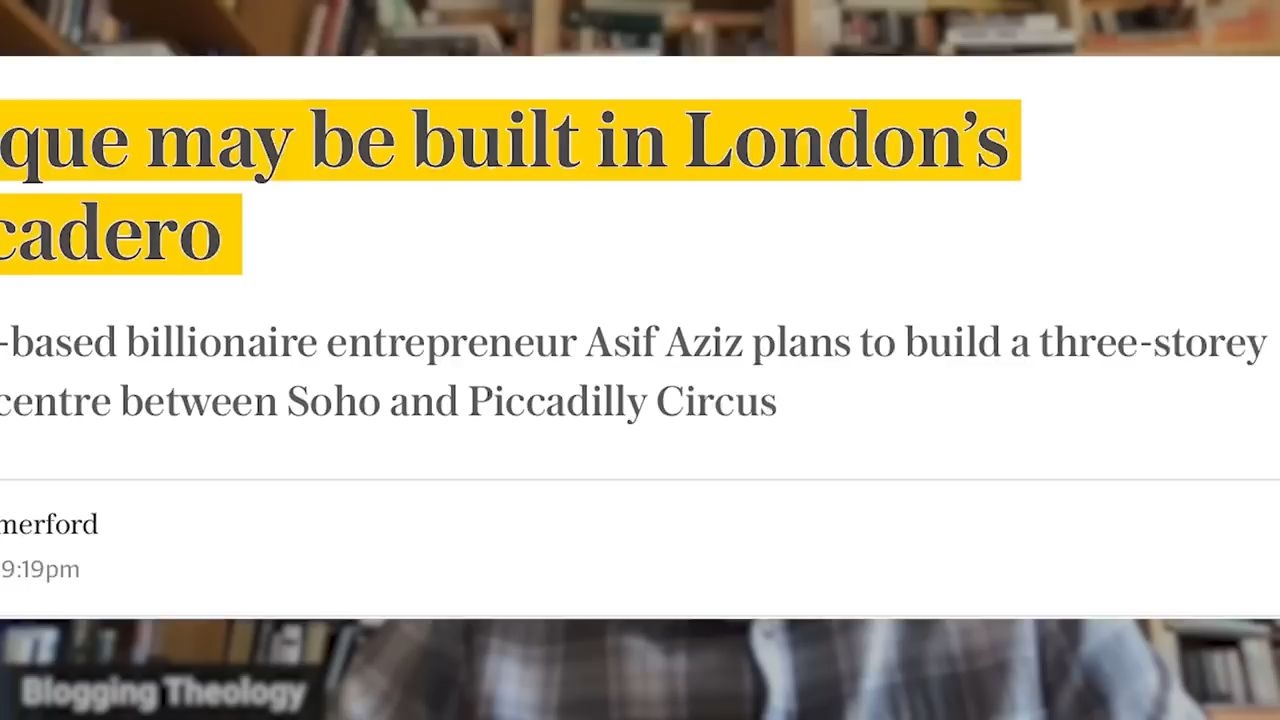 que may be built in London’s
cadero
-based billionaire entrepreneur Asif Aziz plans to build a three-storey
centre between Soho and Piccadilly Circus
merford
9:19pm
Blogging Theology